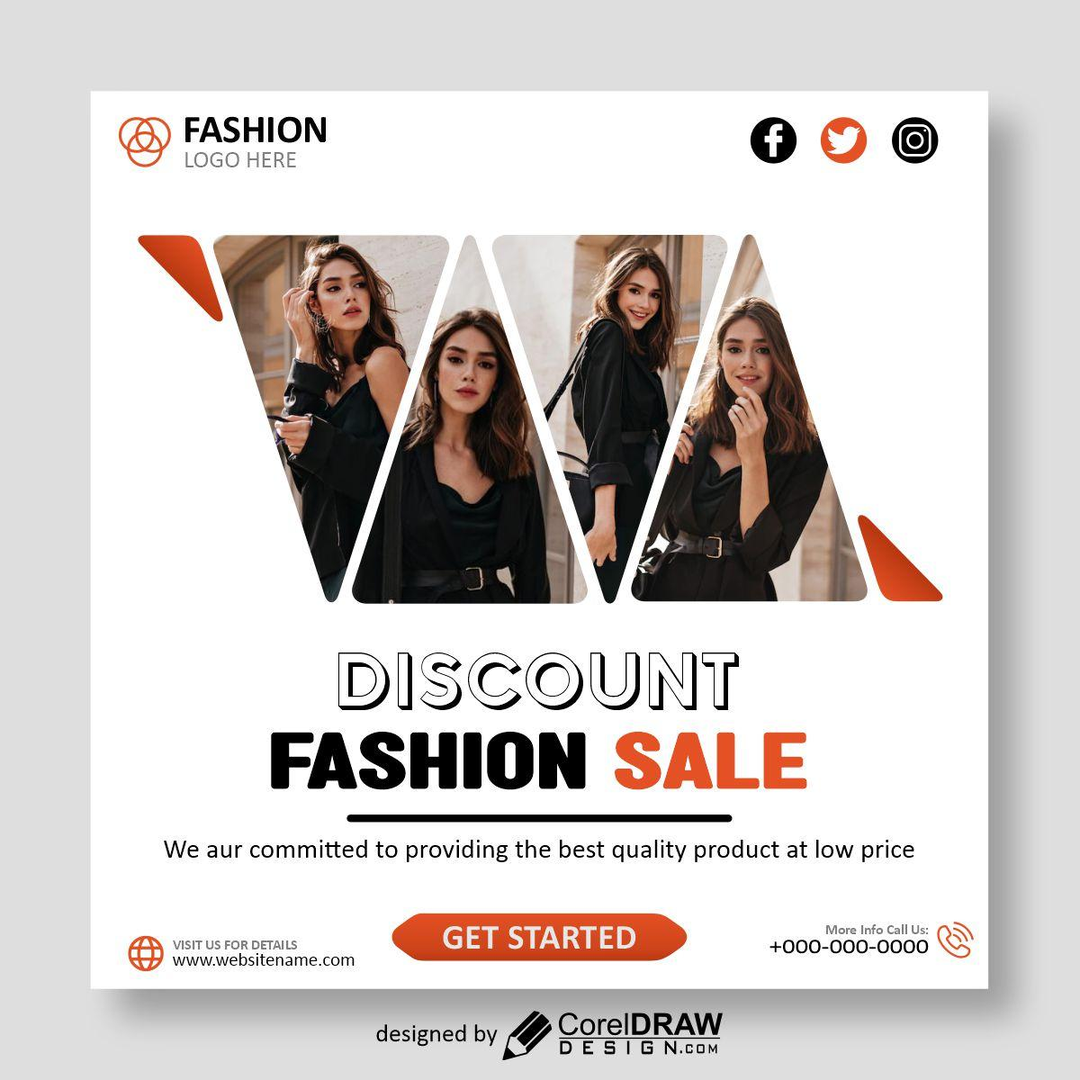 FASHION
LOGO HERE
DISCOUNT
FASHION SALE
We aur committed to providing the best quality product at low price
VISIT US FOR DETAILS
www.websitename.com
GET STARTED
More Info Call Us:
+000-000-0000
designed by CorelDRAW
DESIGN.COM